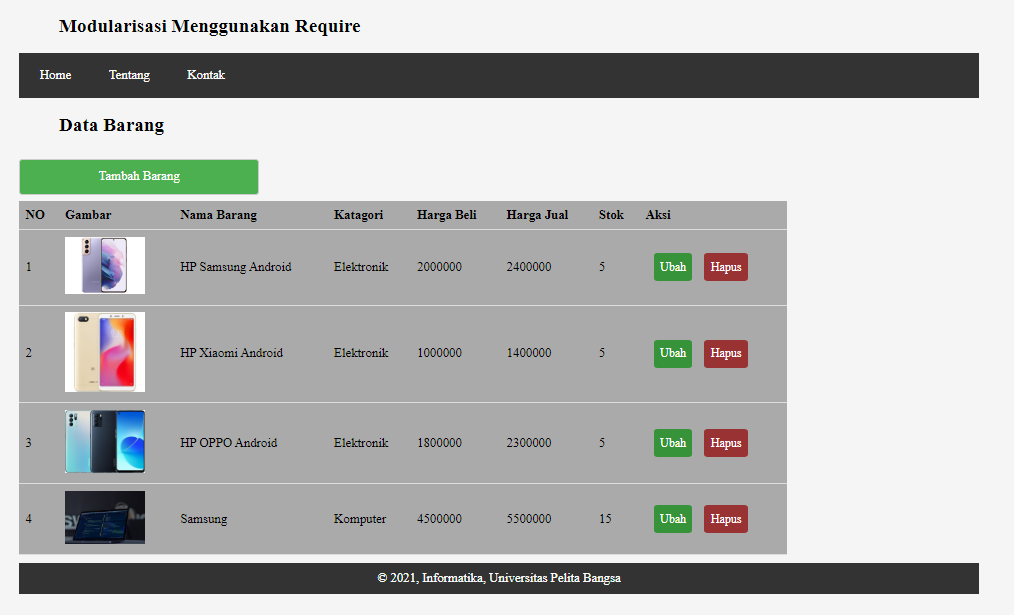 Modularisasi Menggunakan Require
Home Tentang Kontak
Data Barang
Tambah Barang
NO Gambar Nama Barang Katagori Harga Beli Harga Jual Stok Aksi
1 HP Samsung Android Elektronik 2000000 2400000 5 Ubah Hapus
2 HP Xiaomi Android Elektronik 1000000 1400000 5 Ubah Hapus
3 HP OPPO Android Elektronik 1800000 2300000 5 Ubah Hapus
4 Samsung Komputer 4500000 5500000 15 Ubah Hapus
© 2021, Informatika, Universitas Pelita Bangsa